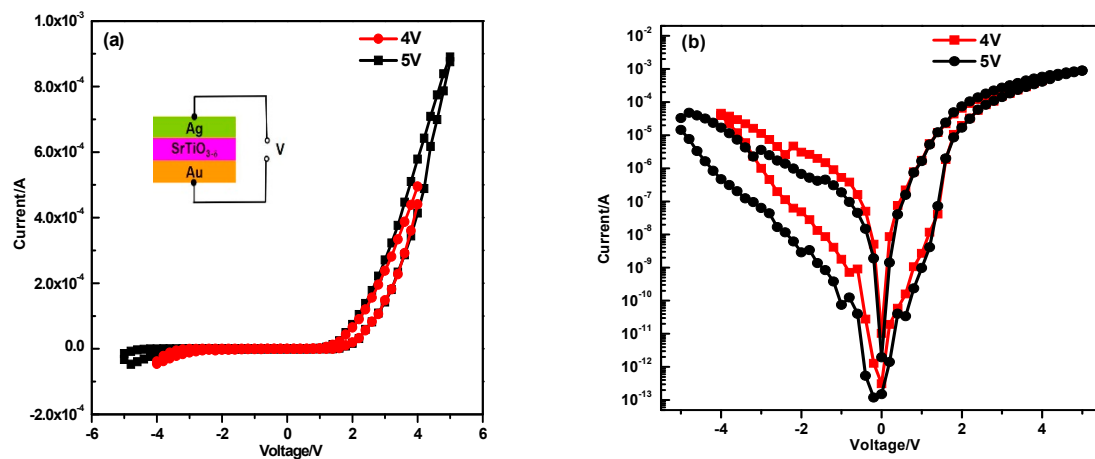 (a)
4V
5V
1.0x10⁻³
8.0x10⁻⁴
6.0x10⁻⁴
4.0x10⁻⁴
2.0x10⁻⁴
0.0
-2.0x10⁻⁴
Current/A
Ag
SrTiO₃₋δ
Au
V
-6 -4 -2 0 2 4 6
Voltage/V
(b)
4V
5V
10⁻³
10⁻⁴
10⁻⁵
10⁻⁶
10⁻⁷
10⁻⁸
10⁻⁹
10⁻¹⁰
10⁻¹¹
10⁻¹²
10⁻¹³
Current/A
-4 -2 0 2 4
Voltage/V